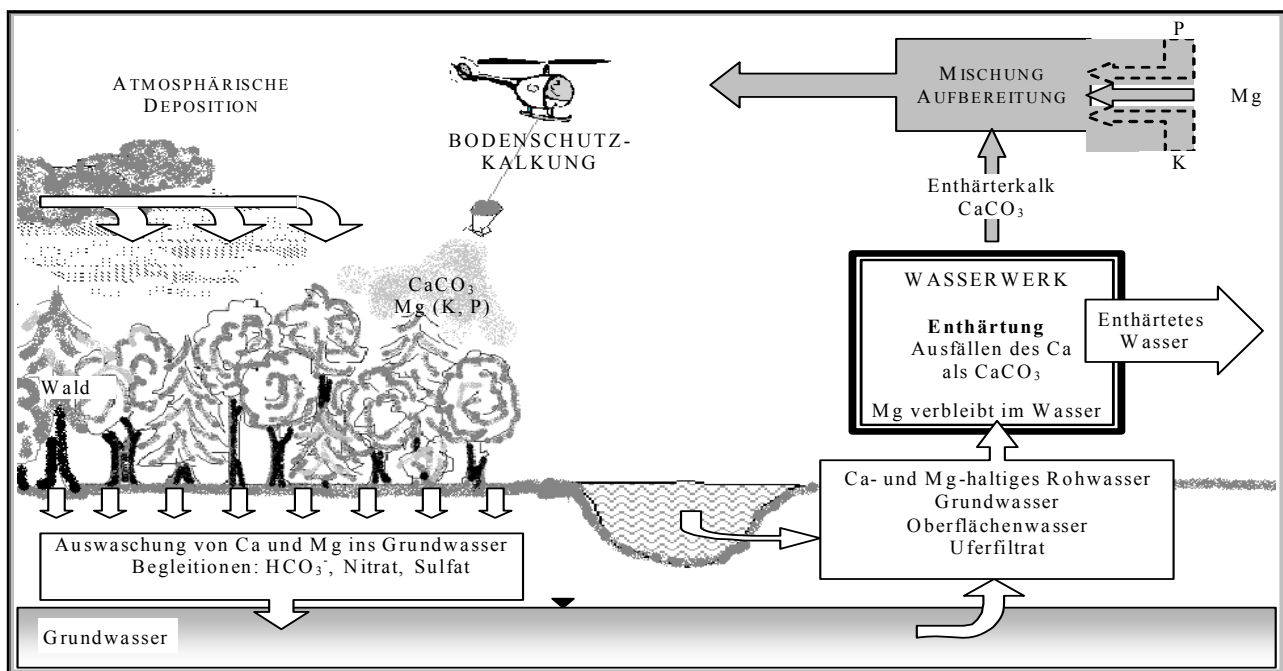 ATMOSPHÄRISCHE
DEPOSITION
BODENSCHUTZ-
KALKUNG
MISCHUNG
AUFBEREITUNG
P
Mg
K
Enthärterkalk
CaCO₃
CaCO₃
Mg (K, P)
WASSERWERK
Enthärtung
Ausfällen des Ca
als CaCO₃
Mg verbleibt im Wasser
Enthärtetes
Wasser
Wald
Ca- und Mg-haltiges Rohwasser
Grundwasser
Oberflächenwasser
Uferfiltrat
Auswaschung von Ca und Mg ins Grundwasser
Begleitionen: HCO₃⁻, Nitrat, Sulfat
Grundwasser